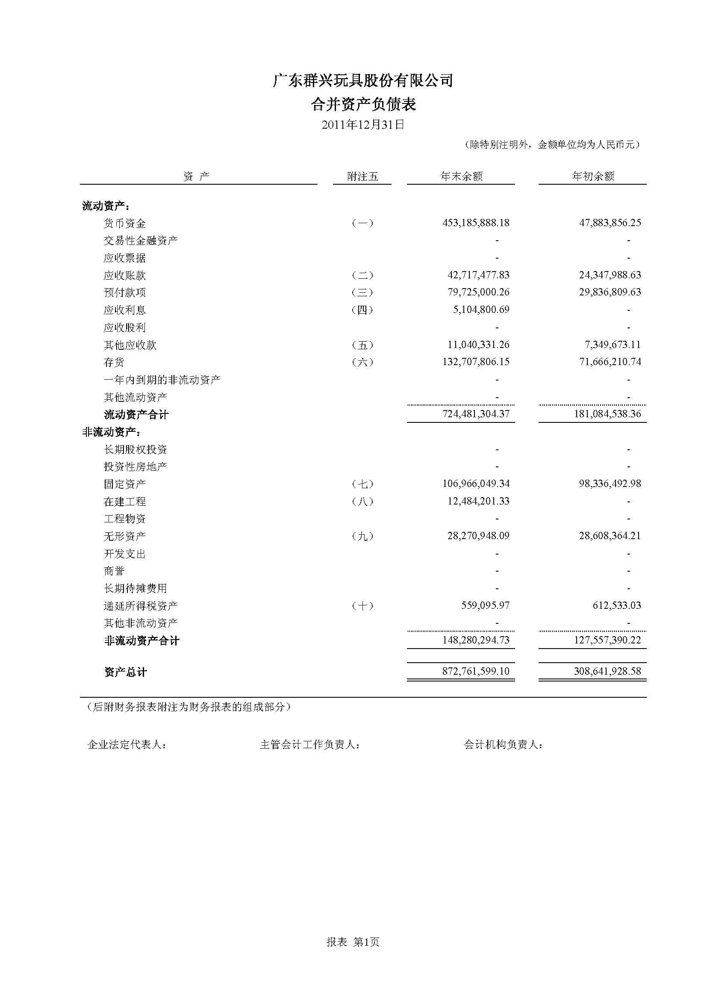 广东群兴玩具股份有限公司
合并资产负债表
2011年12月31日
（除特别注明外，金额单位均为人民币元）
资 产 附注五 年末余额 年初余额
流动资产：
货币资金 （一） 453,185,888.18 47,883,856.25
交易性金融资产 - -
应收票据 - -
应收账款 （二） 42,717,477.83 24,347,988.63
预付款项 （三） 79,725,000.26 29,836,809.63
应收利息 （四） 5,104,800.69 -
应收股利 - -
其他应收款 （五） 11,040,331.26 7,349,673.11
存货 （六） 132,707,806.15 71,666,210.74
一年内到期的非流动资产 - -
其他流动资产 - -
流动资产合计 724,481,304.37 181,084,538.36
非流动资产：
长期股权投资 - -
投资性房地产 - -
固定资产 （七） 106,966,049.34 98,336,492.98
在建工程 （八） 12,484,201.33 -
工程物资 - -
无形资产 （九） 28,270,948.09 28,608,364.21
开发支出 - -
商誉 - -
长期待摊费用 - -
递延所得税资产 （十） 559,095.97 612,533.03
其他非流动资产 - -
非流动资产合计 148,280,294.73 127,557,390.22
资产总计 872,761,599.10 308,641,928.58
（后附财务报表附注为财务报表的组成部分）
企业法定代表人： 主管会计工作负责人： 会计机构负责人：
报表 第1页